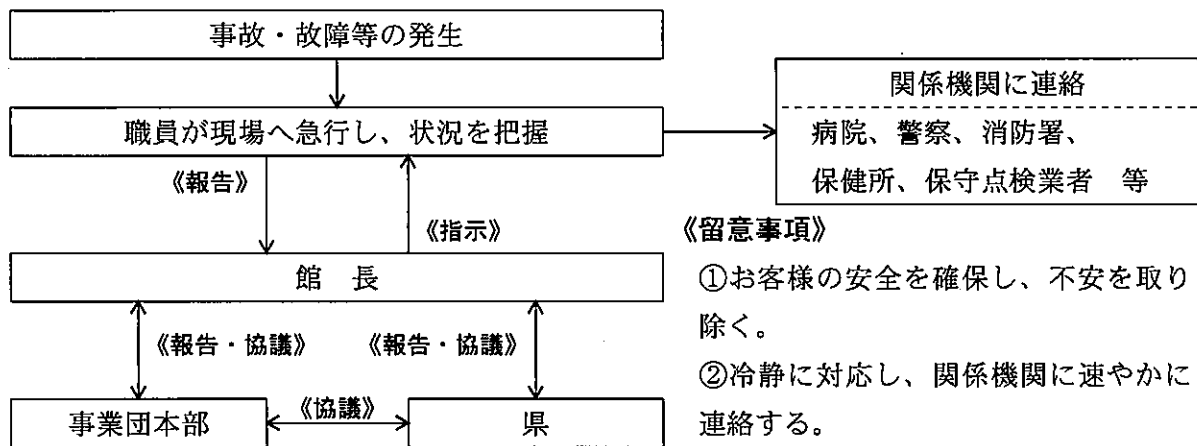 事故・故障等の発生
職員が現場へ急行し、状況を把握
関係機関に連絡
病院、警察、消防署、
保健所、保守点検業者　等
《報告》
《指示》
館　長
《報告・協議》
《報告・協議》
事業団本部
《協議》
県
《留意事項》
①お客様の安全を確保し、不安を取り
除く。
②冷静に対応し、関係機関に速やかに
連絡する。